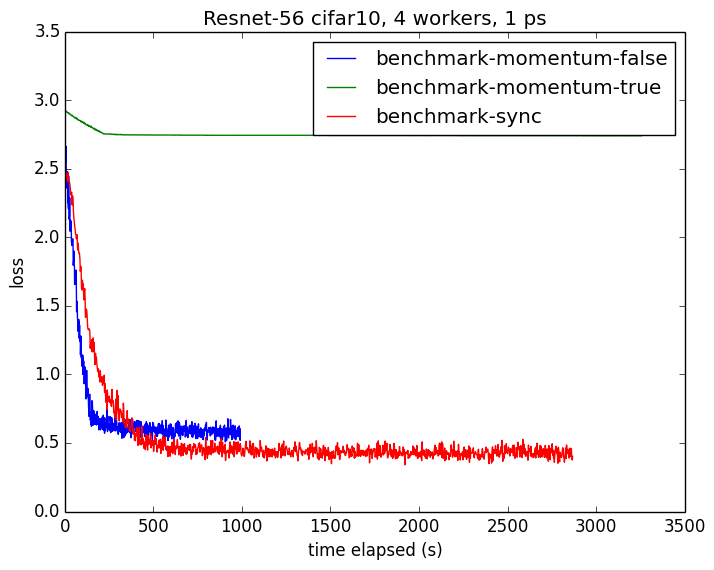 Resnet-56 cifar10, 4 workers, 1 ps
3.5
3.0
2.5
2.0
1.5
1.0
0.5
0.0
loss
benchmark-momentum-false
benchmark-momentum-true
benchmark-sync
0 500 1000 1500 2000 2500 3000 3500
time elapsed (s)